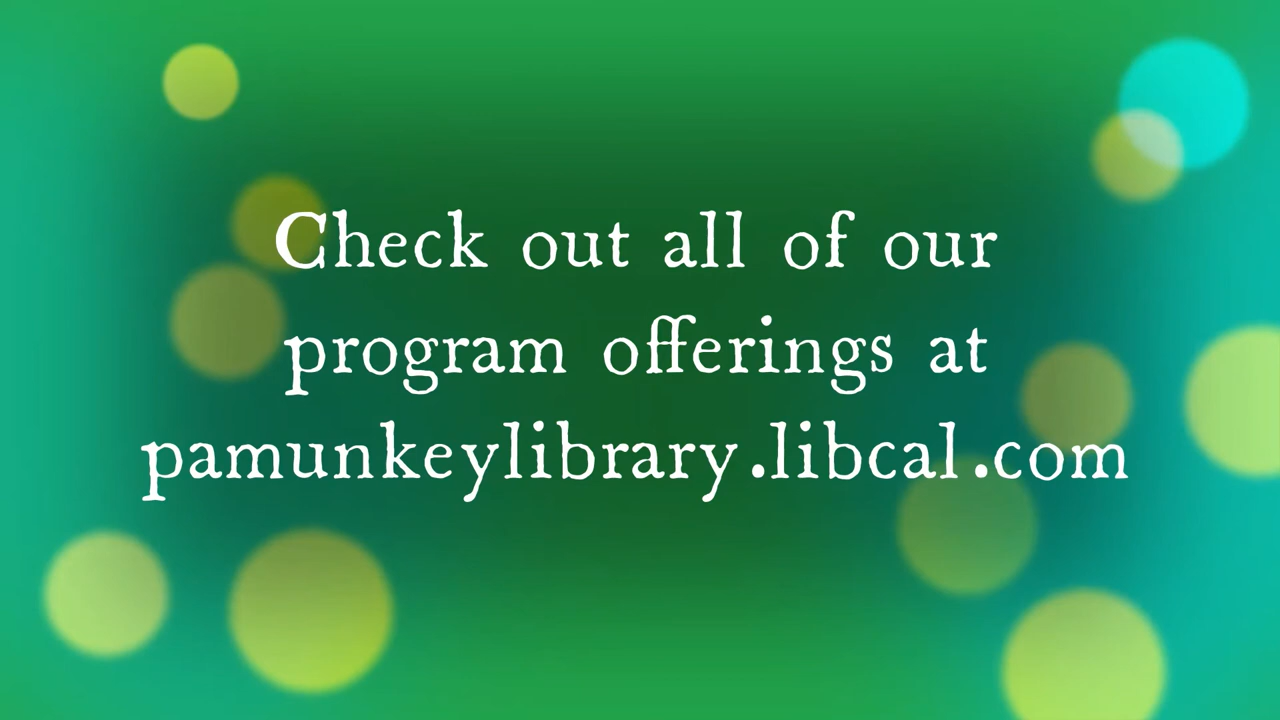 Check out all of our
program offerings at
pamunkeylibrary.libcal.com